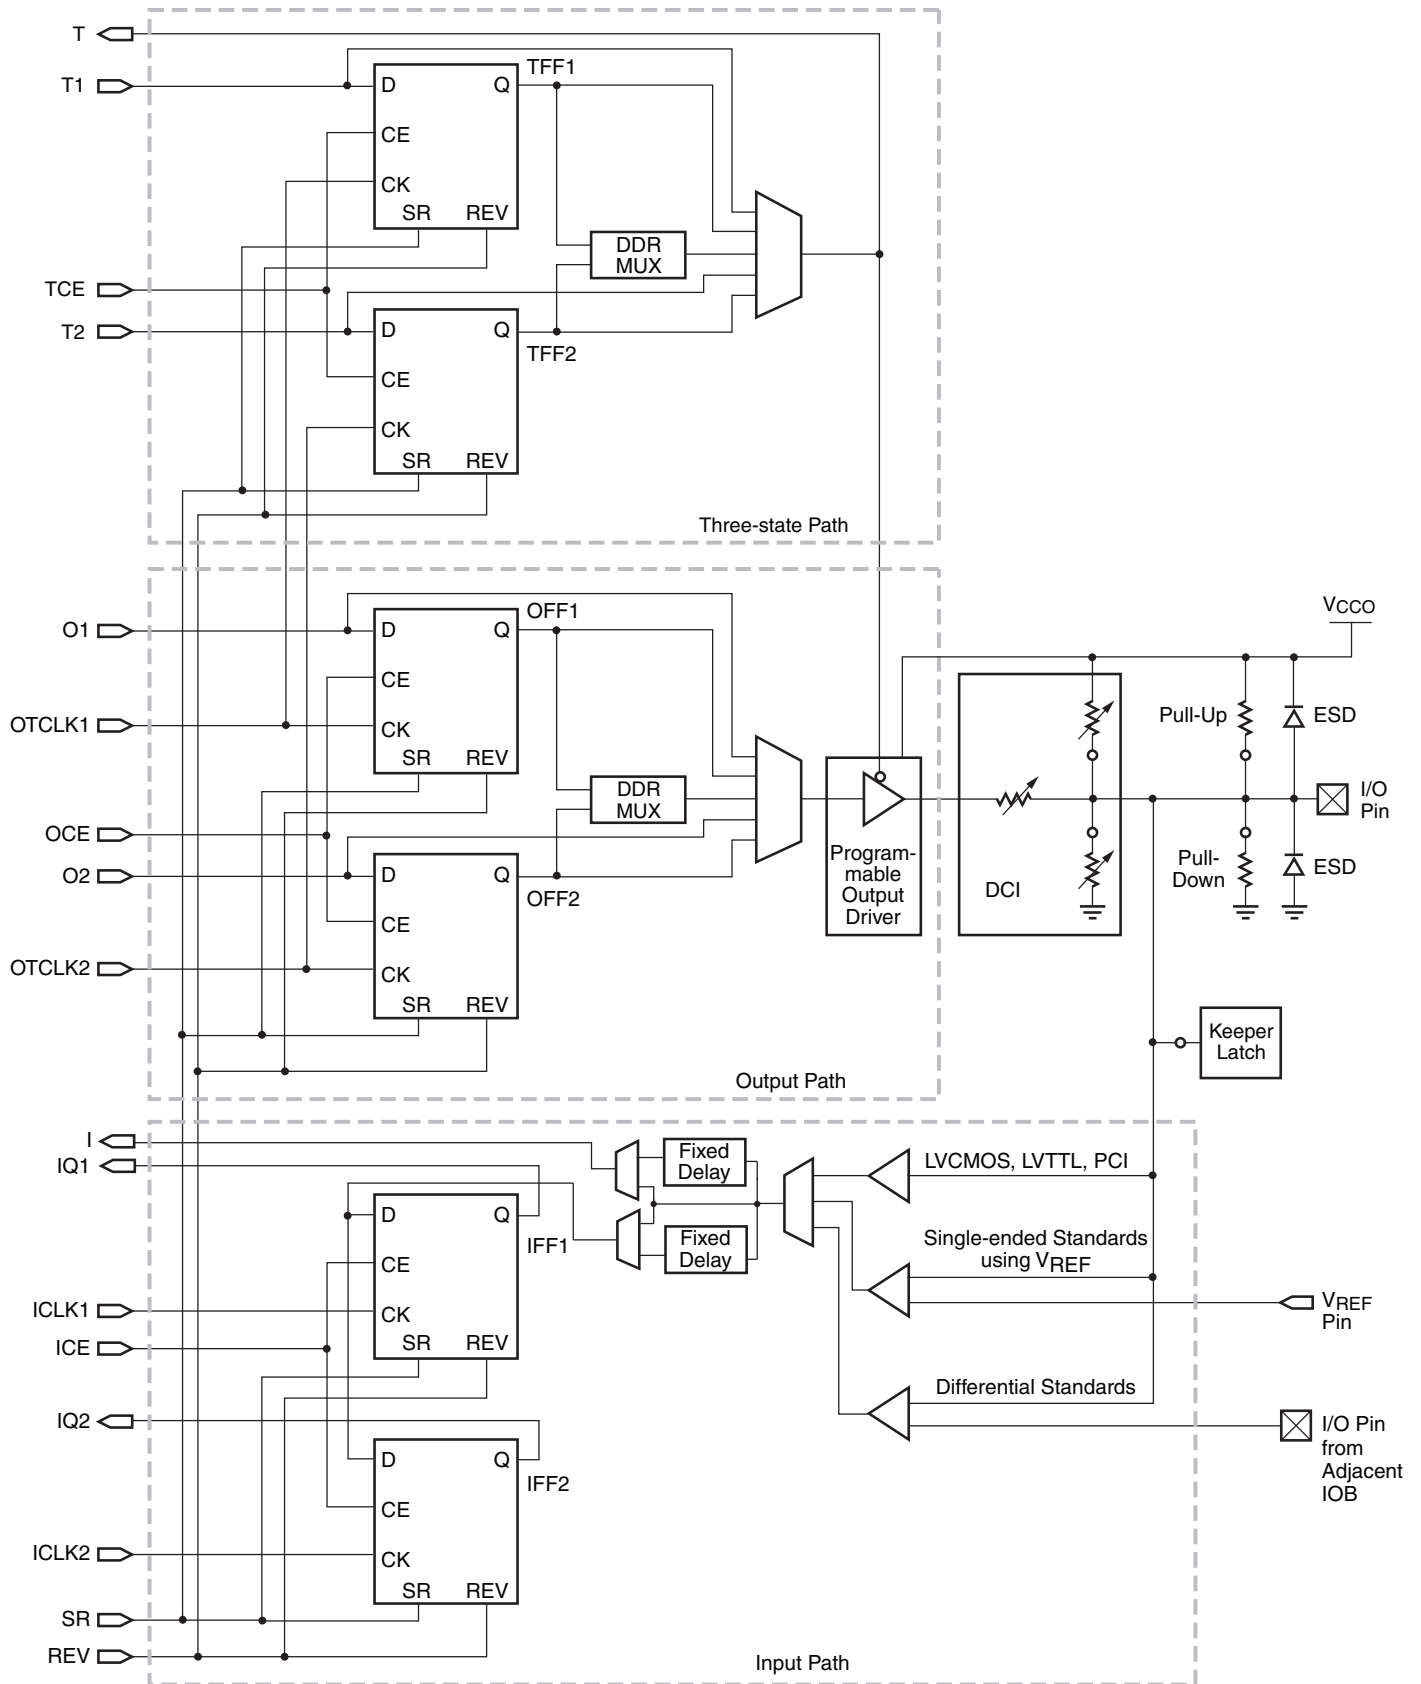 T
T1
D
Q
TFF1
CE
CK
SR
REV
DDR
MUX
TCE
T2
D
Q
TFF2
CE
CK
SR
REV
Three-state Path
O1
D
Q
OFF1
CE
OTCLK1
CK
SR
REV
DDR
MUX
OCE
O2
D
Q
OFF2
CE
OTCLK2
CK
SR
REV
Output Path
Program-
mable
Output
Driver
DCI
VCCO
Pull-Up
ESD
I/O
Pin
Pull-
Down
ESD
Keeper
Latch
I
IQ1
Fixed
Delay
LVCMOS, LVTTL, PCI
D
Q
IFF1
Fixed
Delay
Single-ended Standards
using VREF
CE
ICLK1
CK
VREF
Pin
ICE
SR
REV
Differential Standards
IQ2
I/O Pin
from
Adjacent
IOB
D
Q
IFF2
CE
ICLK2
CK
SR
REV
SR
REV
Input Path